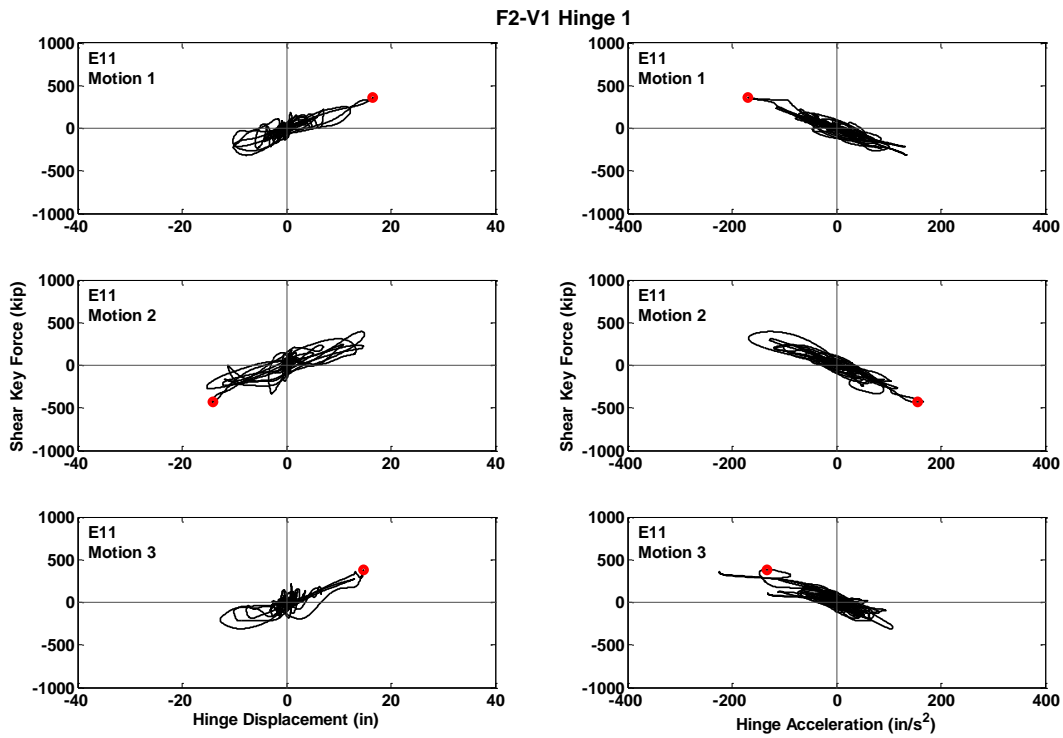 F2-V1 Hinge 1
1000
500
0
-500
-1000
E11
Motion 1
-40 -20 0 20 40
1000
500
0
-500
-1000
E11
Motion 1
-400 -200 0 200 400
Shear Key Force (kip)
1000
500
0
-500
-1000
E11
Motion 2
-40 -20 0 20 40
Shear Key Force (kip)
1000
500
0
-500
-1000
E11
Motion 2
-400 -200 0 200 400
1000
500
0
-500
-1000
E11
Motion 3
-40 -20 0 20 40
Hinge Displacement (in)
1000
500
0
-500
-1000
E11
Motion 3
-400 -200 0 200 400
Hinge Acceleration (in/s²)